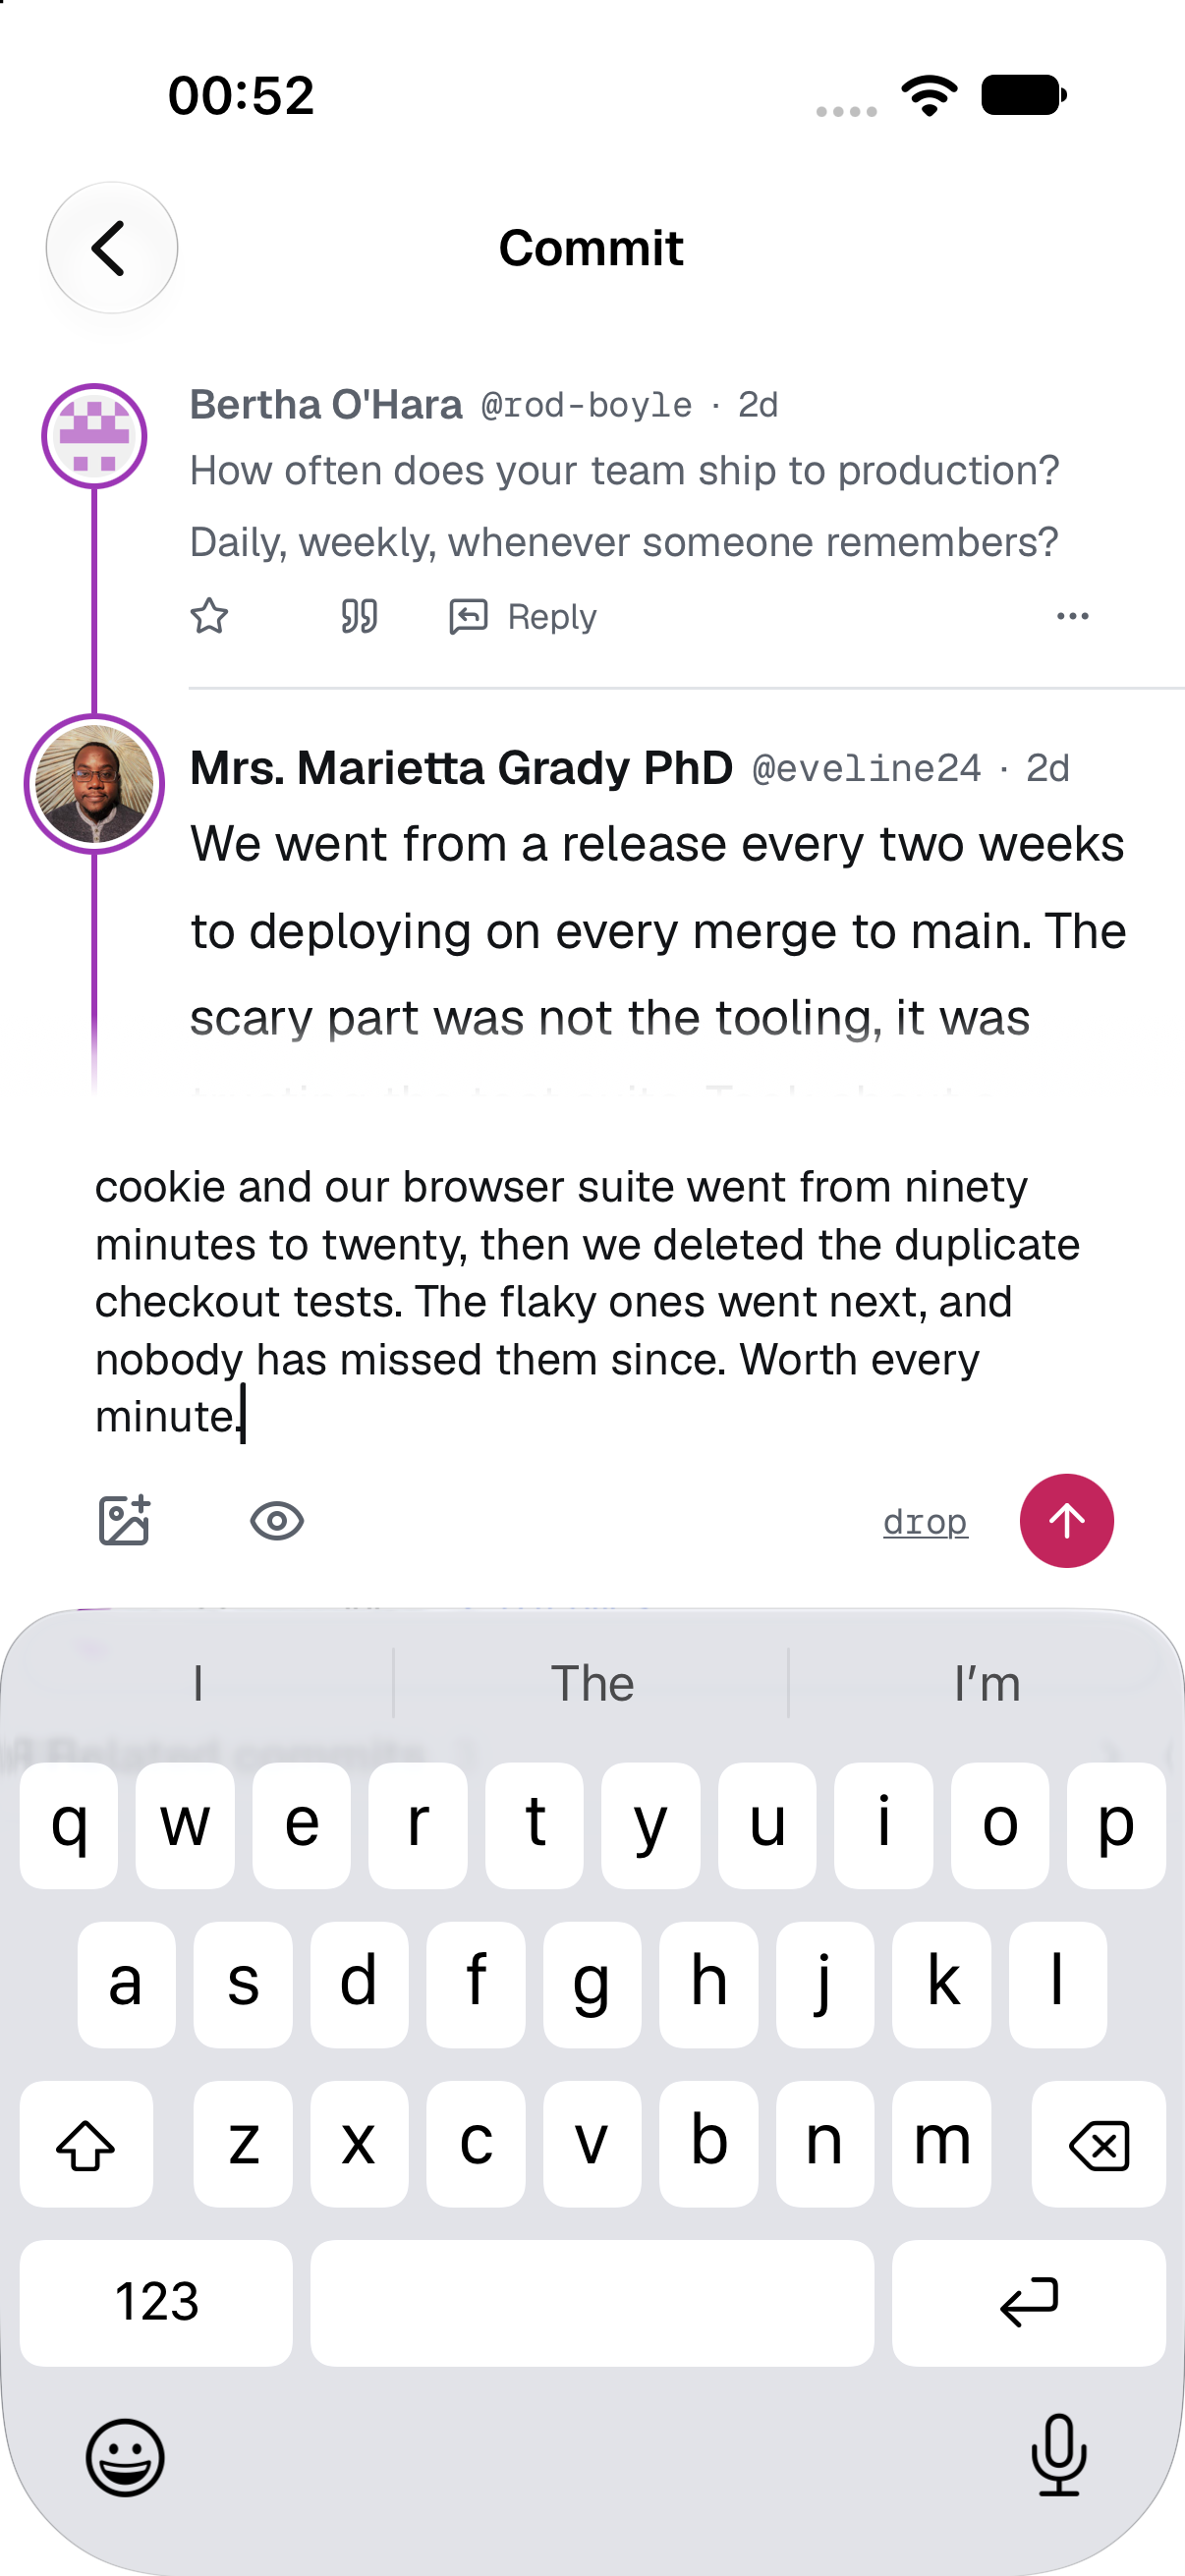 00:52
Commit
Bertha O'Hara @rod-boyle · 2d
How often does your team ship to production?
Daily, weekly, whenever someone remembers?
Reply
Mrs. Marietta Grady PhD @eveline24 · 2d
We went from a release every two weeks
to deploying on every merge to main. The
scary part was not the tooling, it was
cookie and our browser suite went from ninety
minutes to twenty, then we deleted the duplicate
checkout tests. The flaky ones went next, and
nobody has missed them since. Worth every
minute.
drop
I The I'm
Related commits
q w e r t y u i o p
a s d f g h j k l
z x c v b n m
123